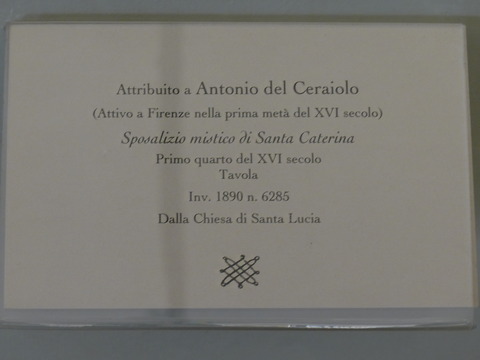 Attribuito a Antonio del Ceraiolo
(Attivo a Firenze nella prima metà del XVI secolo)
Sposalizio mistico di Santa Caterina
Primo quarto del XVI secolo
Tavola
Inv. 1890 n. 6285
Dalla Chiesa di Santa Lucia